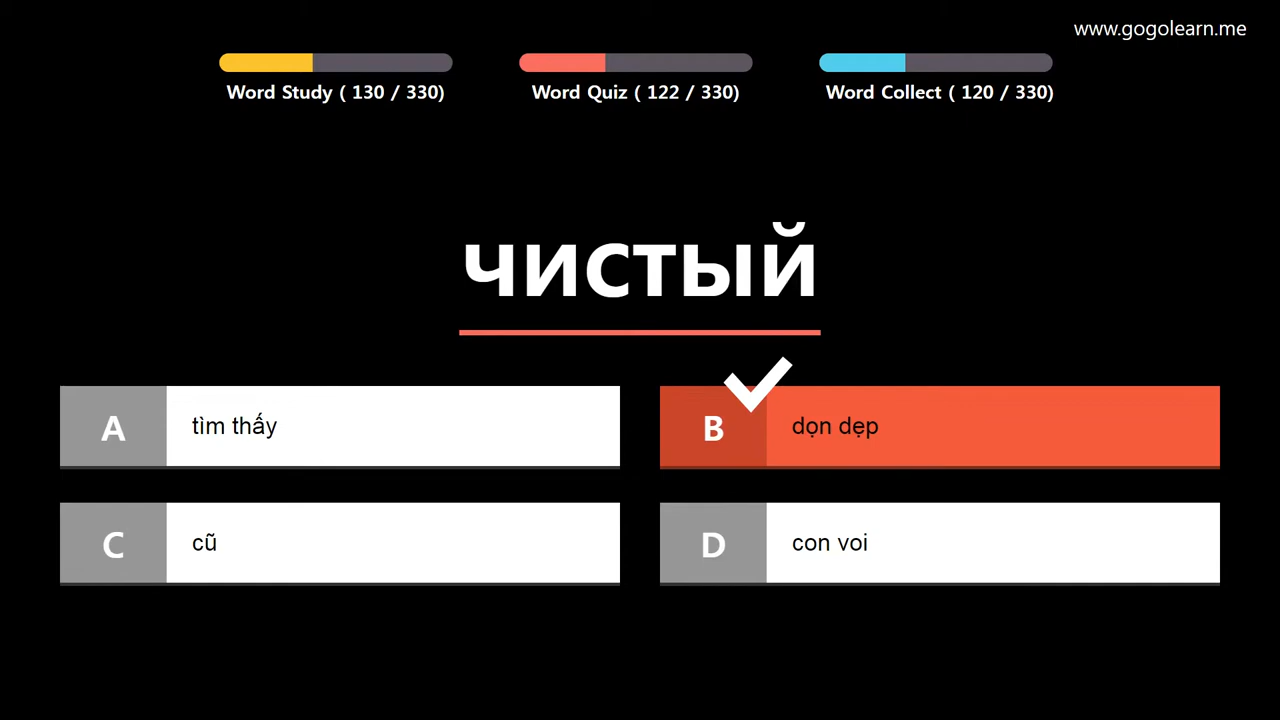 www.gogolearn.me
Word Study ( 130 / 330)
Word Quiz ( 122 / 330)
Word Collect ( 120 / 330)
чистый
A
tìm thấy
B
dọn dẹp
C
cũ
D
con voi